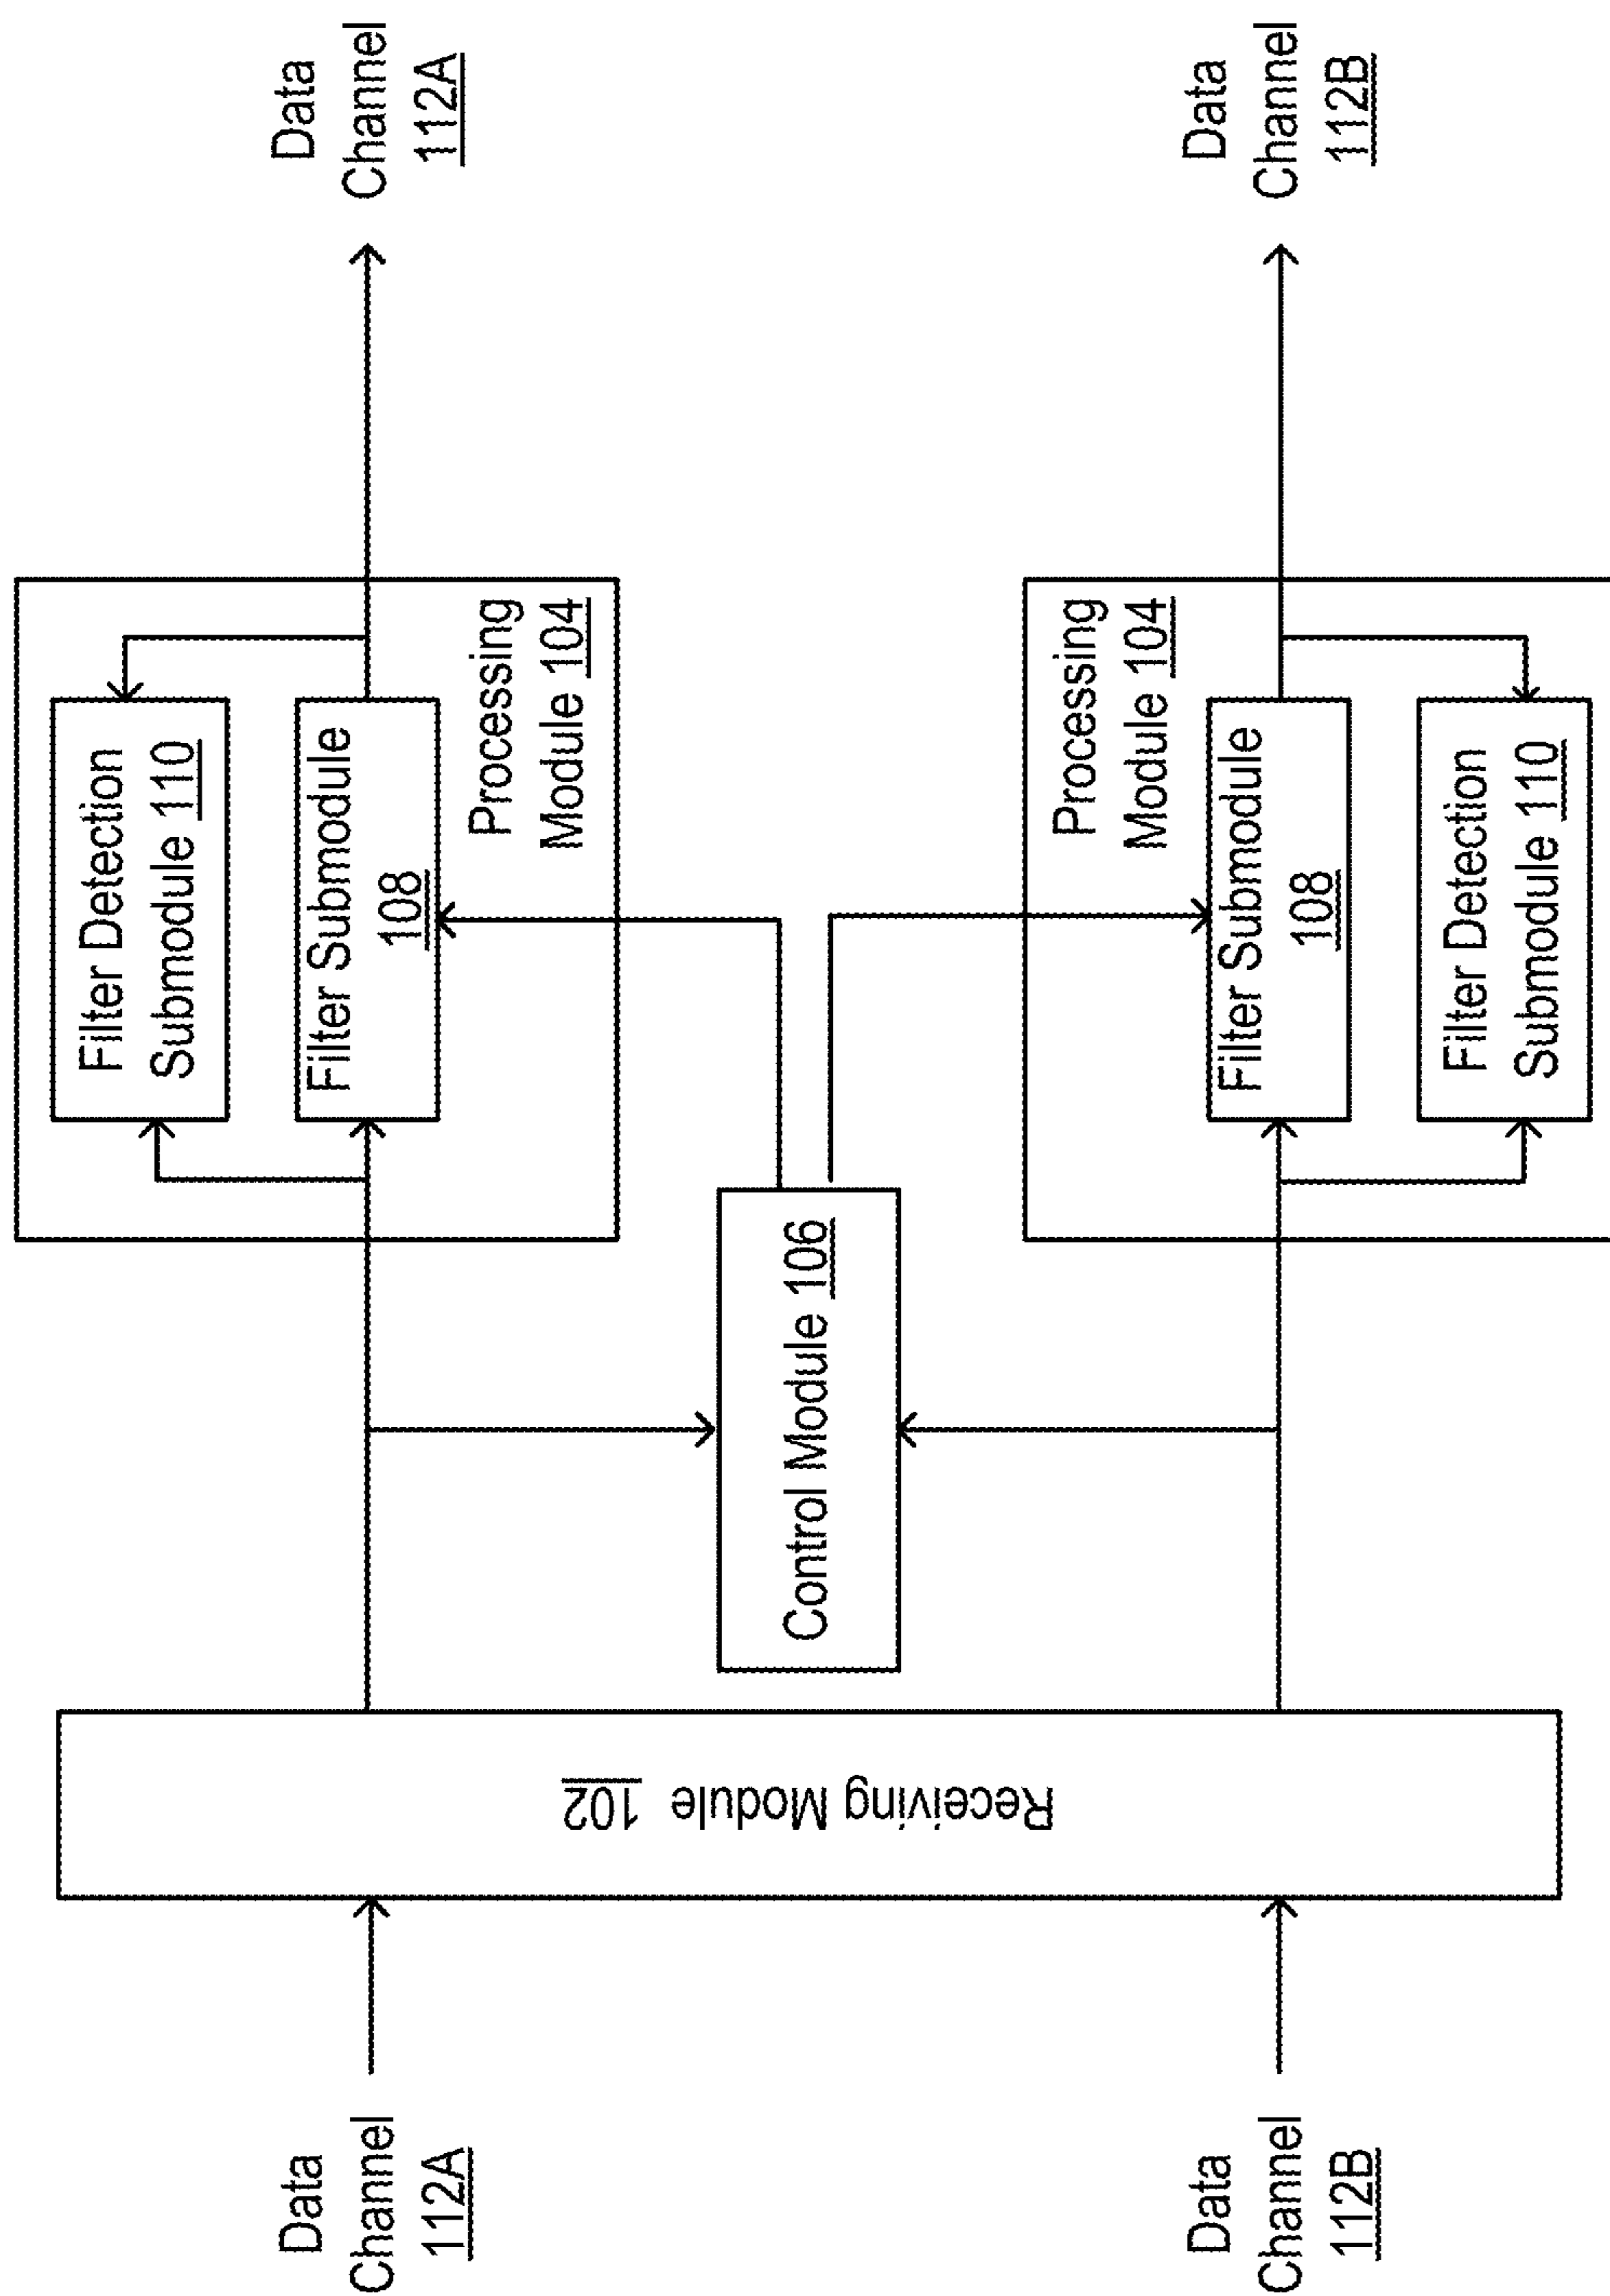 Data
Channel
112A
Data
Channel
112B
Receiving Module 102
Control Module 106
Filter Detection
Submodule 110
Filter Submodule
108
Processing
Module 104
Processing
Module 104
Filter Submodule
108
Filter Detection
Submodule 110
Data
Channel
112A
Data
Channel
112B